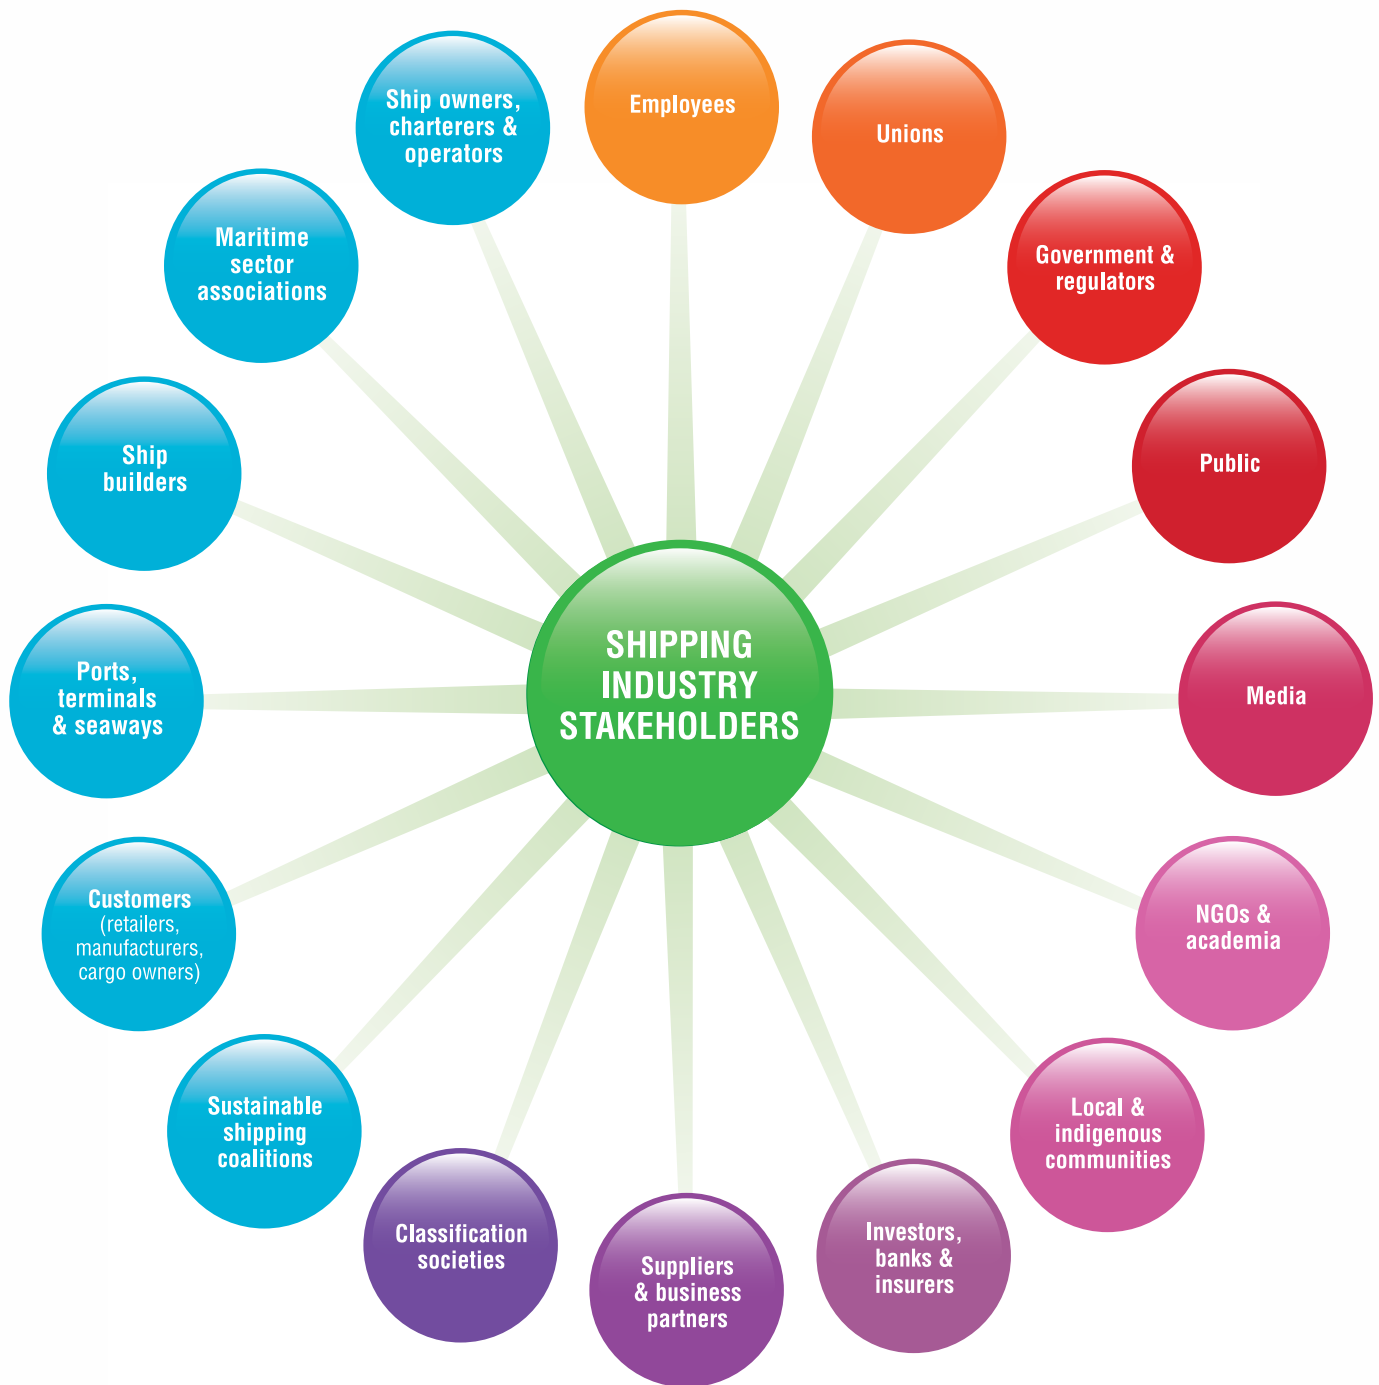 Employees
Unions
Government &
regulators
Public
Media
NGOs &
academia
Local &
indigenous
communities
Investors,
banks &
insurers
Suppliers
& business
partners
Classification
societies
Sustainable
shipping
coalitions
Customers
(retailers,
manufacturers,
cargo owners)
Ports,
terminals
& seaways
Ship
builders
Maritime
sector
associations
Ship owners,
charterers &
operators
SHIPPING
INDUSTRY
STAKEHOLDERS